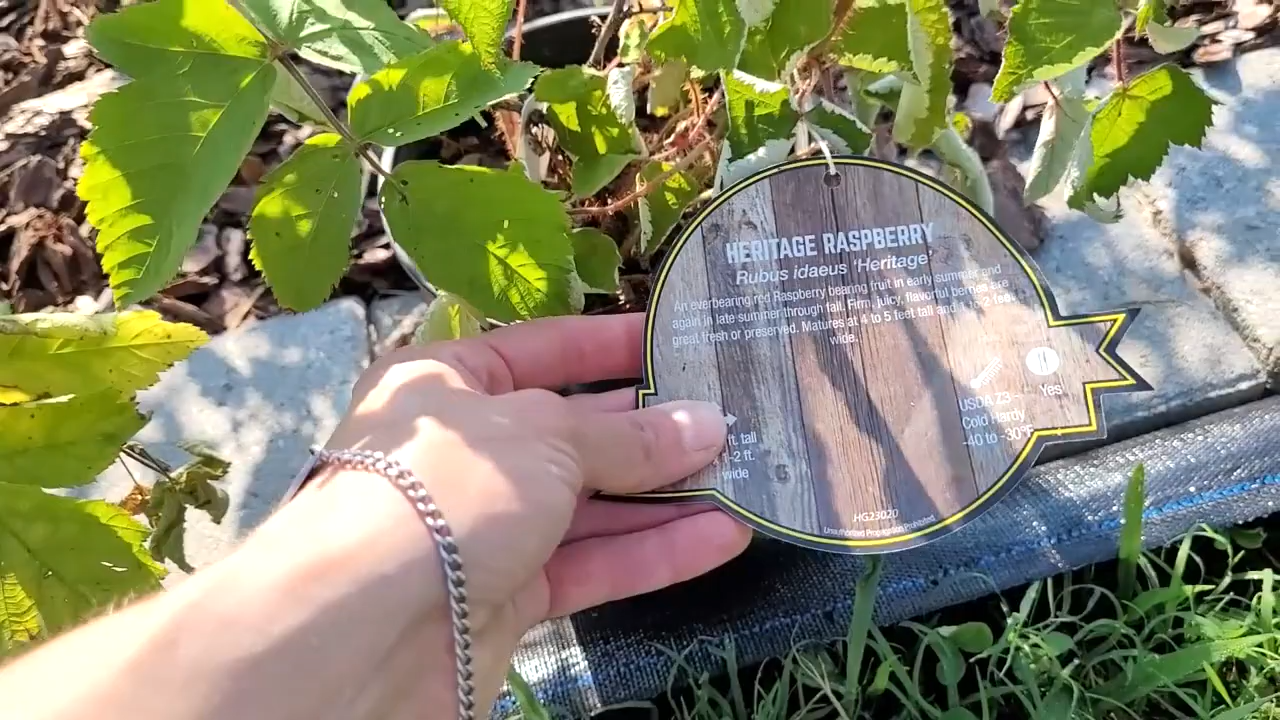 HERITAGE RASPBERRY
Rubus idaeus 'Heritage'
An everbearing red Raspberry bearing fruit in early summer and
again in late summer through fall. Firm, juicy, flavorful berries are
great fresh or preserved. Matures at 4 to 5 feet tall and 1 to 2 feet
wide.
Yes
USDA Z3 -
Cold Hardy
-40 to -30°F
ft. tall
1-2 ft.
wide
HG23020
Unauthorized Propagation Prohibited.